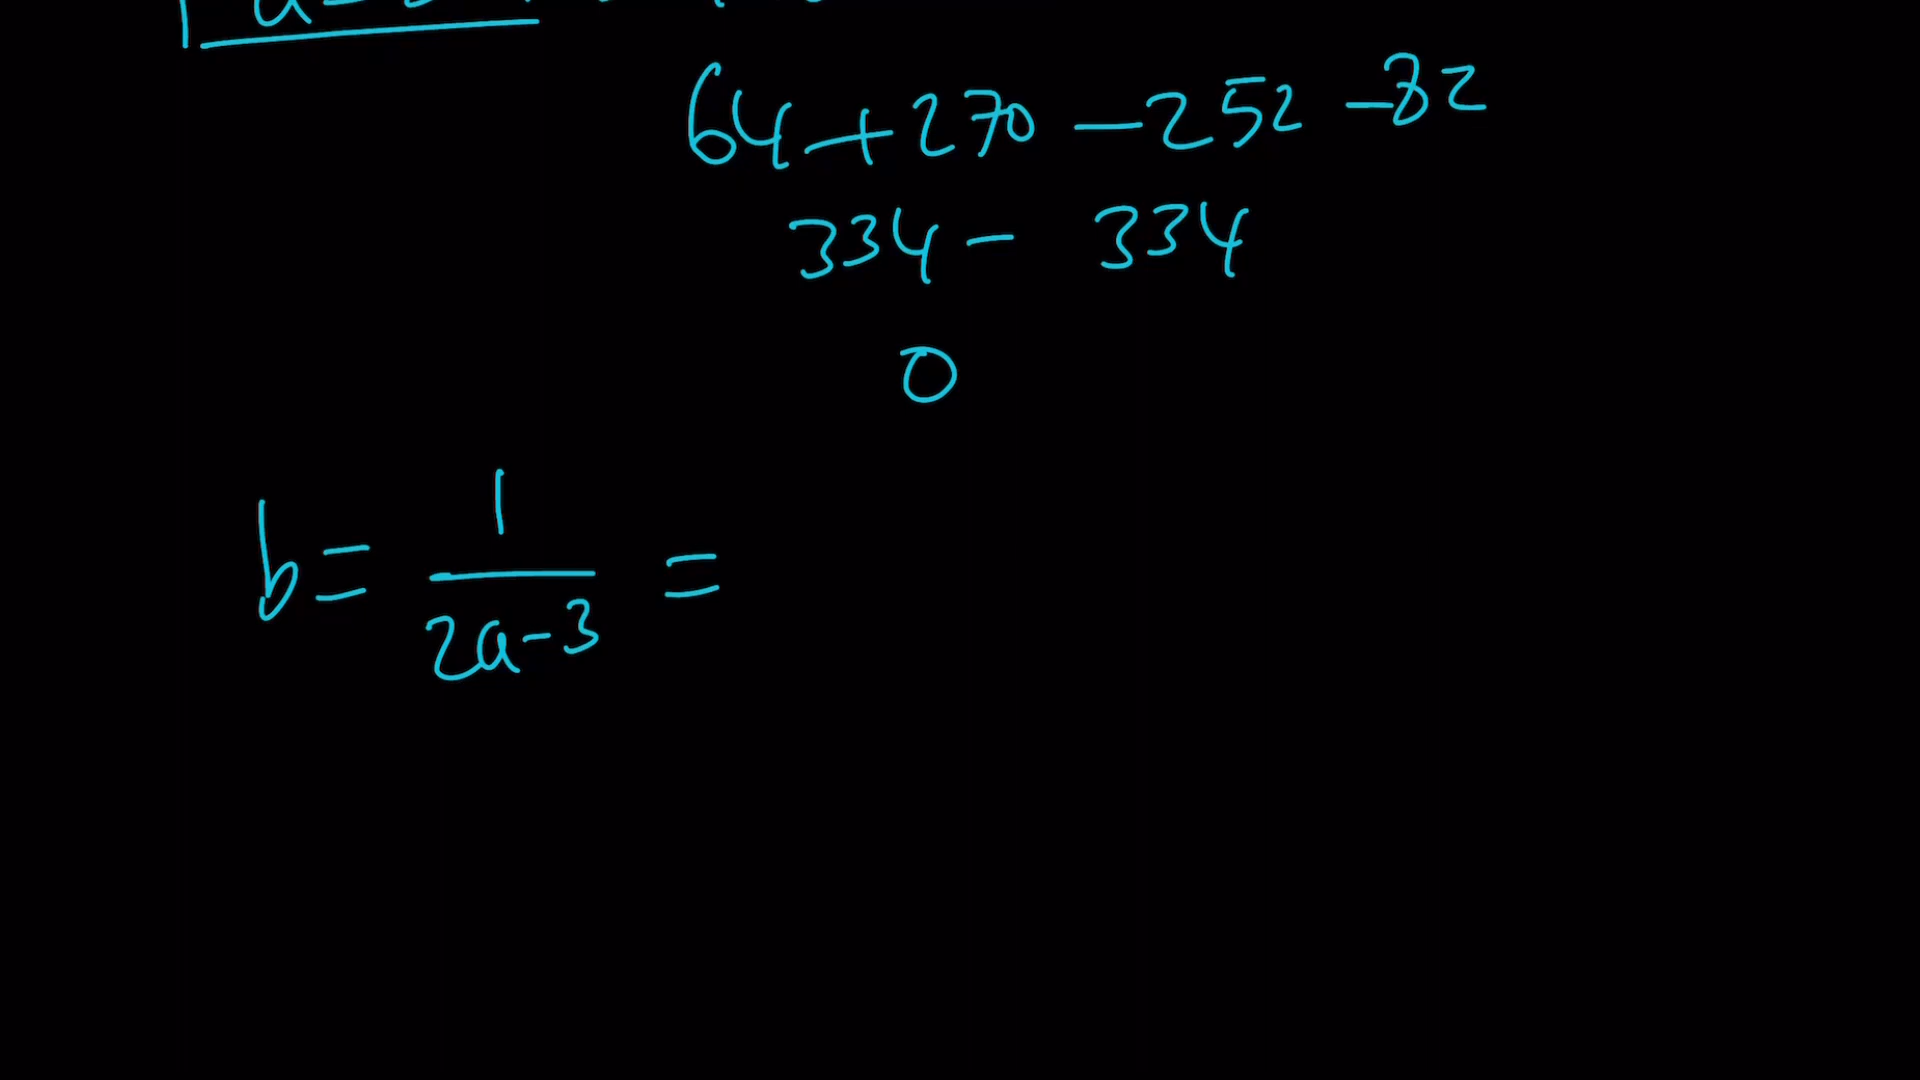 64+270-252-82
334-334
0
b= 1/(2a-3) =